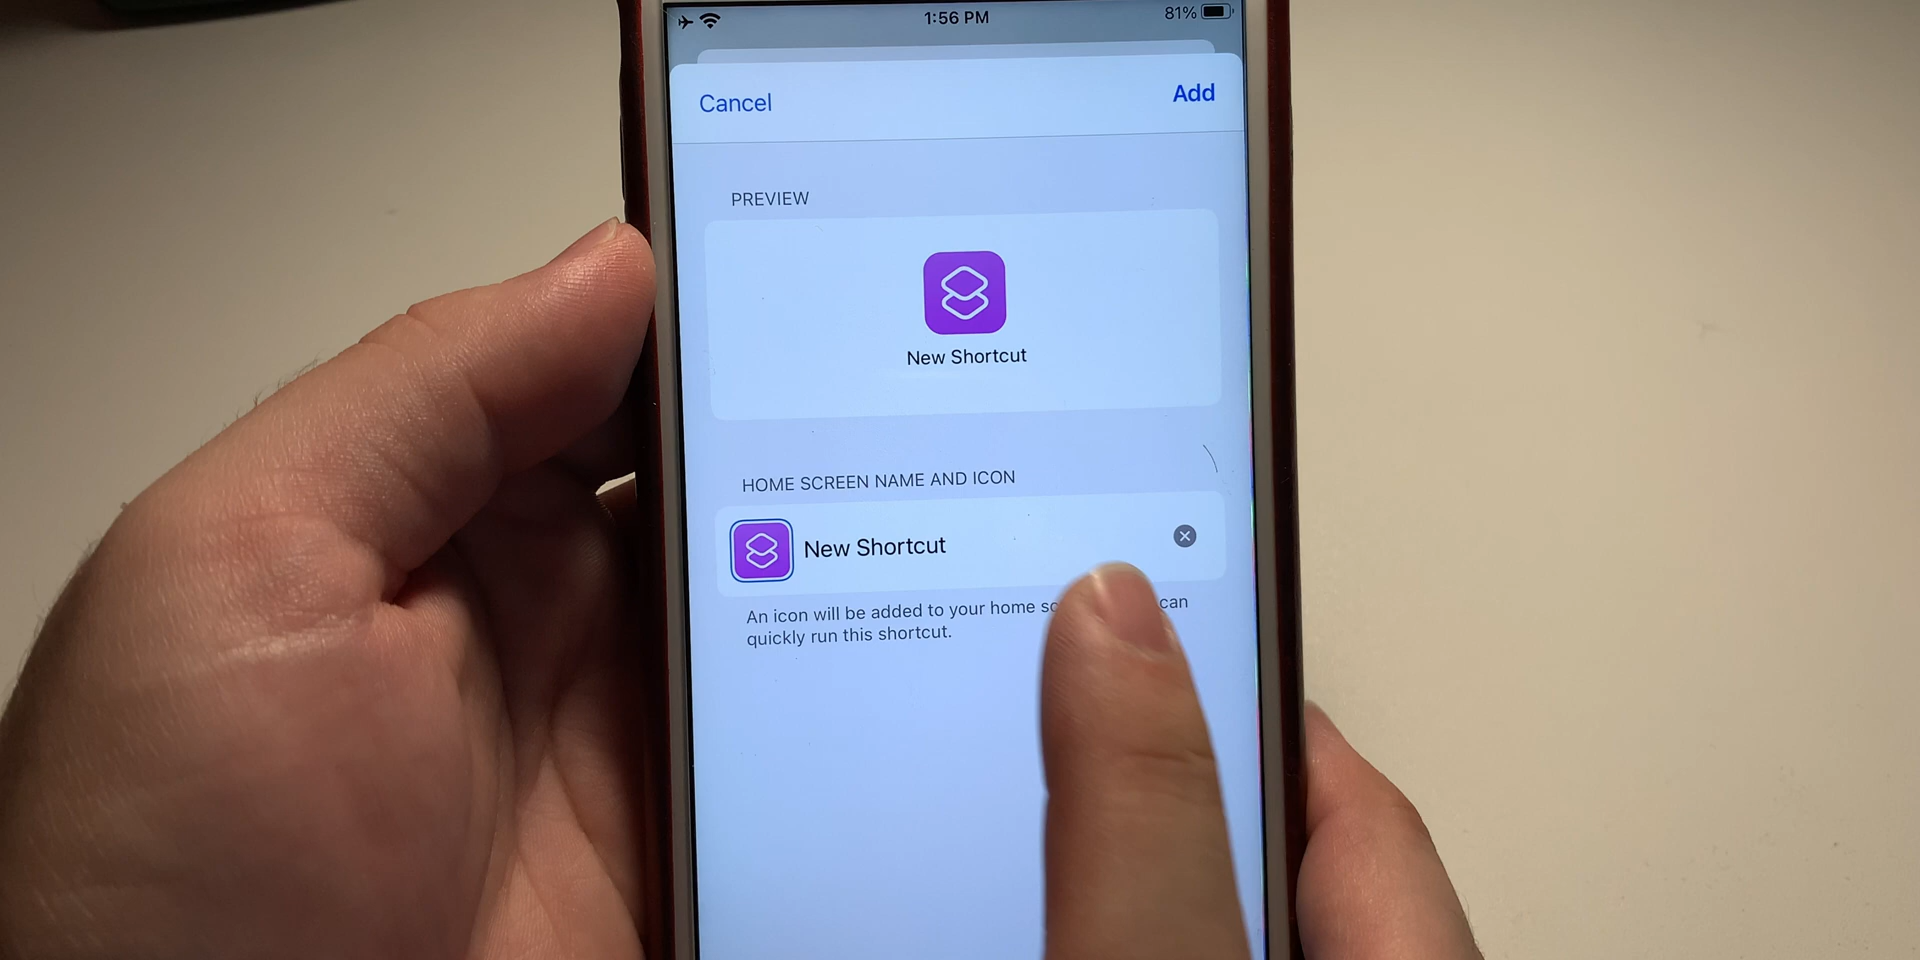 1:56 PM
81%
Cancel
Add
PREVIEW
New Shortcut
HOME SCREEN NAME AND ICON
New Shortcut
An icon will be added to your home can
quickly run this shortcut.